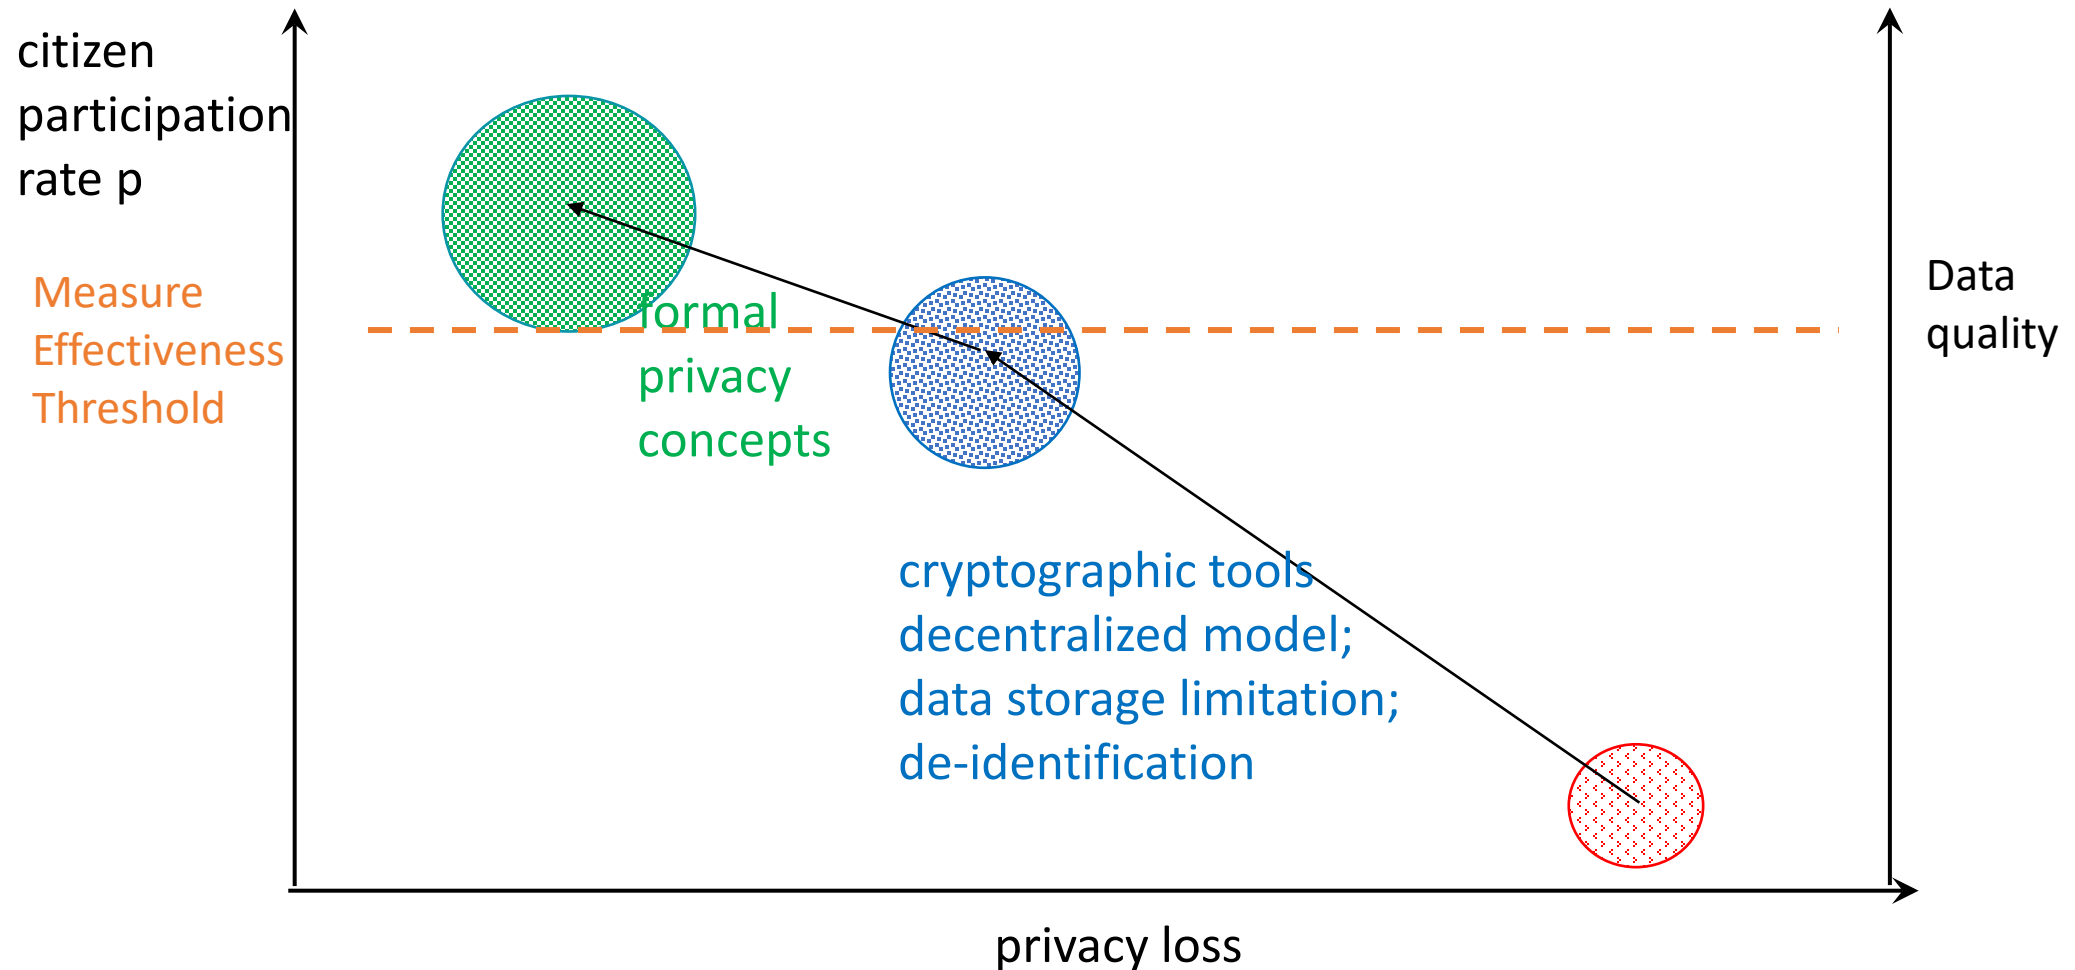 citizen
participation
rate p
Measure
Effectiveness
Threshold
formal
privacy
concepts
Data
quality
cryptographic tools
decentralized model;
data storage limitation;
de-identification
privacy loss